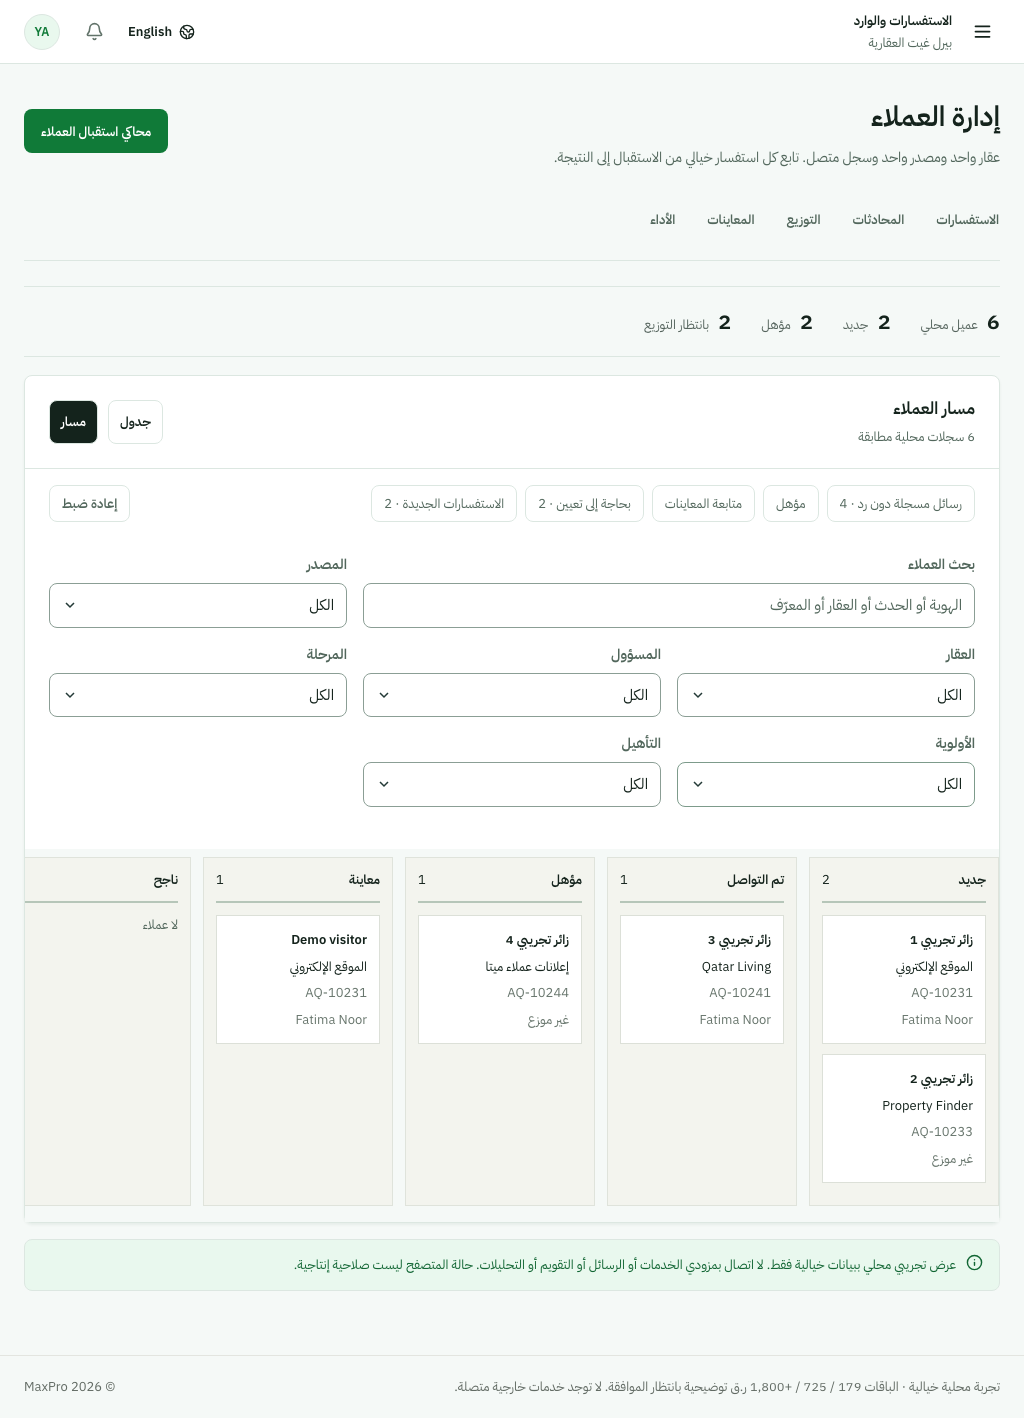 الاستفسارات والوارد
بيرل غيت العقارية
English
YA
إدارة العملاء
عقار واحد ومصدر واحد وسجل متصل. تابع كل استفسار خيالي من الاستقبال إلى النتيجة.
محاكي استقبال العملاء
الاستفسارات
المحادثات
التوزيع
المعاينات
الأداء
6 عميل محلي
2 جديد
2 مؤهل
2 بانتظار التوزيع
مسار العملاء
6 سجلات محلية مطابقة
جدول
مسار
رسائل مسجلة دون رد · 4
مؤهل
متابعة المعاينات
بحاجة إلى تعيين · 2
الاستفسارات الجديدة · 2
إعادة ضبط
بحث العملاء
الهوية أو الحدث أو العقار أو المعرّف
المصدر
الكل
العقار
الكل
المسؤول
الكل
المرحلة
الكل
الأولوية
الكل
التأهيل
الكل
جديد 2
زائر تجريبي 1
الموقع الإلكتروني
AQ-10231
Fatima Noor
زائر تجريبي 2
Property Finder
AQ-10233
غير موزع
تم التواصل 1
زائر تجريبي 3
Qatar Living
AQ-10241
Fatima Noor
مؤهل 1
زائر تجريبي 4
إعلانات عملاء ميتا
AQ-10244
غير موزع
معاينة 1
Demo visitor
الموقع الإلكتروني
AQ-10231
Fatima Noor
ناجح
لا عملاء
عرض تجريبي محلي ببيانات خيالية فقط. لا اتصال بمزودي الخدمات أو الرسائل أو التقويم أو التحليلات. حالة المتصفح ليست صلاحية إنتاجية.
تجربة محلية خيالية · الباقات 179 / 725 / +1,800 ر.ق توضيحية بانتظار الموافقة. لا توجد خدمات خارجية متصلة.
© 2026 MaxPro